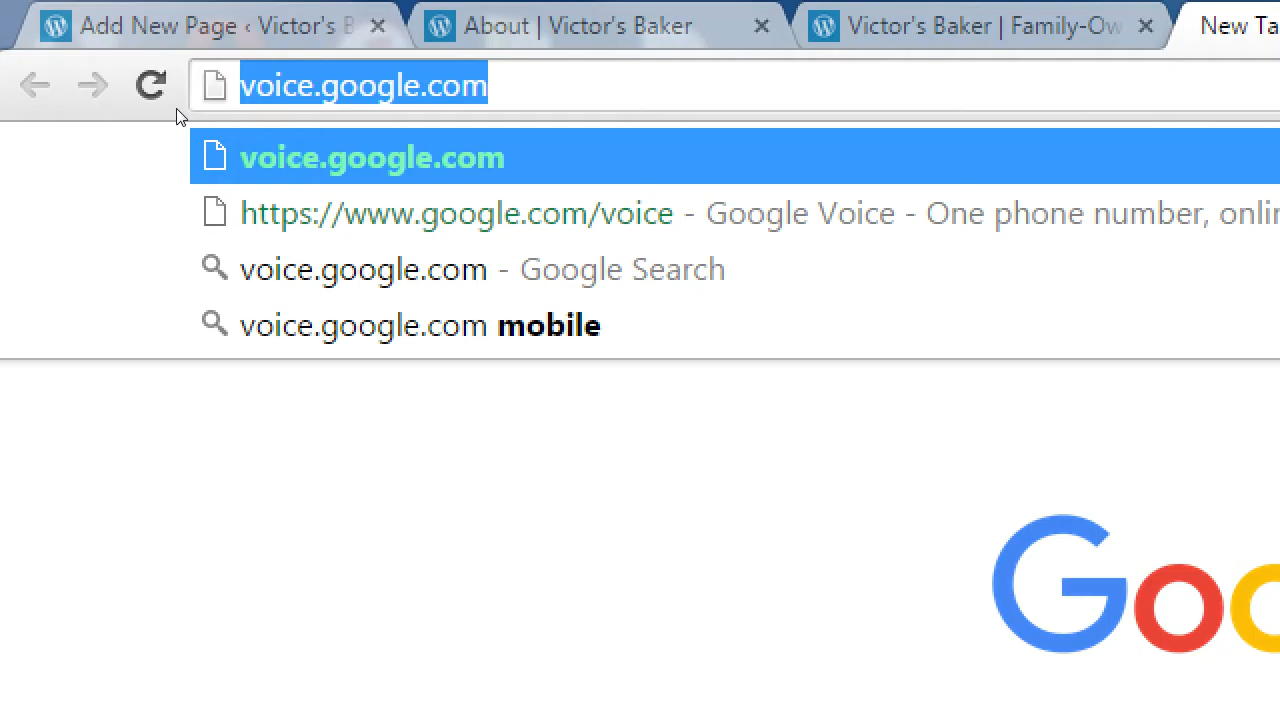 Add New Page ‹ Victor's B
About | Victor's Baker
Victor's Baker | Family-Ow
New Ta
voice.google.com
voice.google.com
https://www.google.com/voice - Google Voice - One phone number, onlin
voice.google.com - Google Search
voice.google.com mobile
Goo